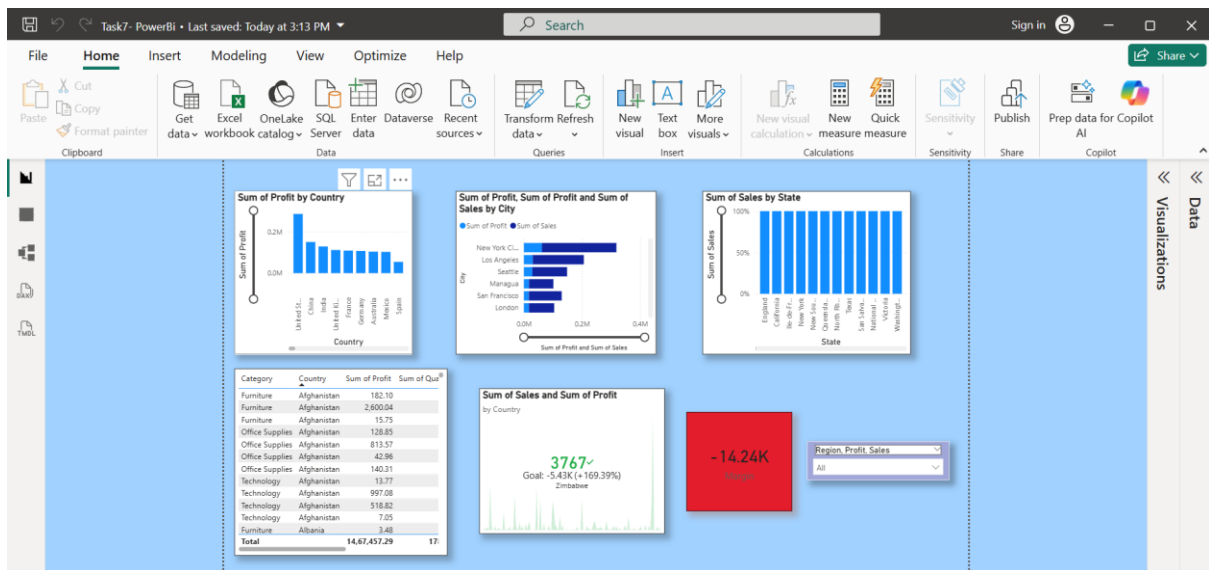 Task7- PowerBi • Last saved: Today at 3:13 PM
Search
Sign in
File Home Insert Modeling View Optimize Help
Share
Paste
Cut
Copy
Format painter
Clipboard
Get data
Excel workbook
OneLake catalog
SQL Server
Enter data
Dataverse
Recent sources
Data
Transform data
Refresh
Queries
New visual
Text box
More visuals
Insert
New visual calculation
New measure
Quick measure
Calculations
Sensitivity
Sensitivity
Publish
Share
Prep data for AI
Copilot
Copilot
DAX
TMDL
Visualizations
Data
Sum of Profit by Country
Sum of Profit
0.2M
0.0M
United St...
China
India
United Ki...
France
Germany
Australia
Mexico
Spain
Country
Sum of Profit, Sum of Profit and Sum of
Sales by City
Sum of Profit Sum of Sales
City
New York Ci...
Los Angeles
Seattle
Managua
San Francisco
London
0.0M 0.2M 0.4M
Sum of Profit and Sum of Sales
Sum of Sales by State
Sum of Sales
100%
50%
0%
England
California
Ile-de-Fr...
New York
New Sou...
Queensla...
North Rh...
Texas
San Salva...
National ...
Victoria
Washingt...
State
Category Country Sum of Profit Sum of Qua
Furniture Afghanistan 182.10
Furniture Afghanistan 2,600.04
Furniture Afghanistan 15.75
Office Supplies Afghanistan 128.85
Office Supplies Afghanistan 813.57
Office Supplies Afghanistan 42.96
Office Supplies Afghanistan 140.31
Technology Afghanistan 13.77
Technology Afghanistan 997.08
Technology Afghanistan 518.82
Technology Afghanistan 7.05
Furniture Albania 3.48
Total 14,67,457.29 17
Sum of Sales and Sum of Profit
by Country
3767
Goal: -5.43K (+169.39%)
Zimbabwe
-14.24K
Region, Profit, Sales
All